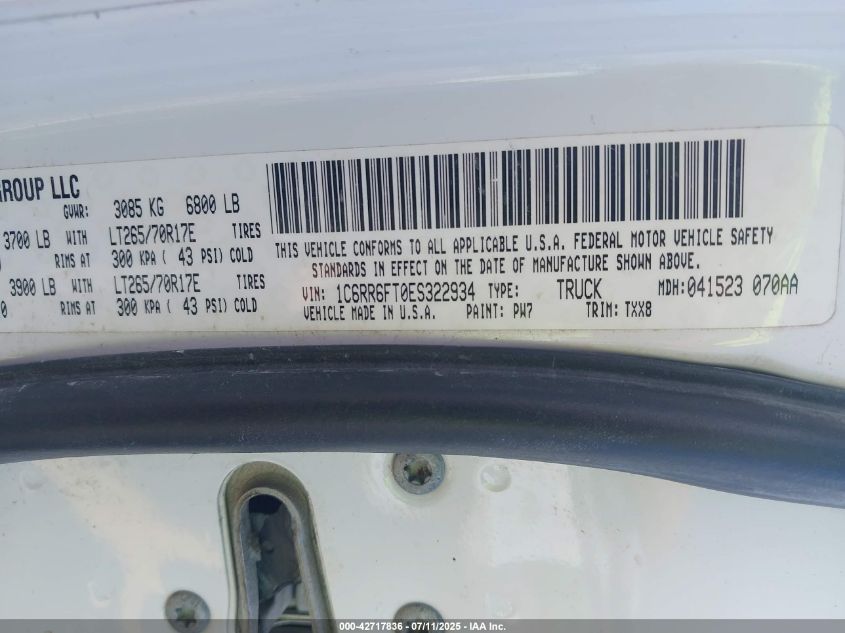 GROUP LLC
GVWR: 3085 KG 6800 LB
3700 LB WITH LT265/70R17E TIRES
RIMS AT 300 KPA ( 43 PSI) COLD
3900 LB WITH LT265/70R17E TIRES
0 RIMS AT 300 KPA ( 43 PSI) COLD
THIS VEHICLE CONFORMS TO ALL APPLICABLE U.S.A. FEDERAL MOTOR VEHICLE SAFETY
STANDARDS IN EFFECT ON THE DATE OF MANUFACTURE SHOWN ABOVE.
VIN: 1C6RR6FT0ES322934 TYPE: TRUCK MDH: 041523 070AA
VEHICLE MADE IN U.S.A. PAINT: PW7 TRIM: TXX8
000-42717836 - 07/11/2025 - IAA Inc.